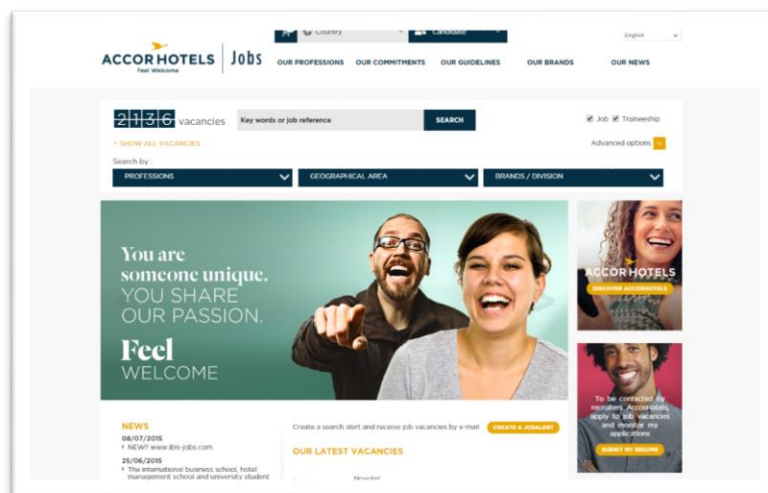 Country
Candidate
English
ACCORHOTELS
Feel Welcome
Jobs
OUR PROFESSIONS OUR COMMITMENTS OUR GUIDELINES OUR BRANDS OUR NEWS
2136 vacancies
Key words or job reference
SEARCH
Job Traineeship
SHOW ALL VACANCIES
Advanced options
Search by :
PROFESSIONS
GEOGRAPHICAL AREA
BRANDS / DIVISION
You are
someone unique.
YOU SHARE
OUR PASSION.
Feel
WELCOME
ACCORHOTELS
DISCOVER ACCORHOTELS
To be contacted by
recruiters AccorHotels,
apply to job vacancies
and monitor my
applications
SUBMIT MY RESUME
NEWS
08/07/2015
NEW!! www.ibis-jobs.com
25/06/2015
The international business school, hotel
management school and university student
Create a search alert and receive job vacancies by e-mail
CREATE A JOBALERT
OUR LATEST VACANCIES
Novotel